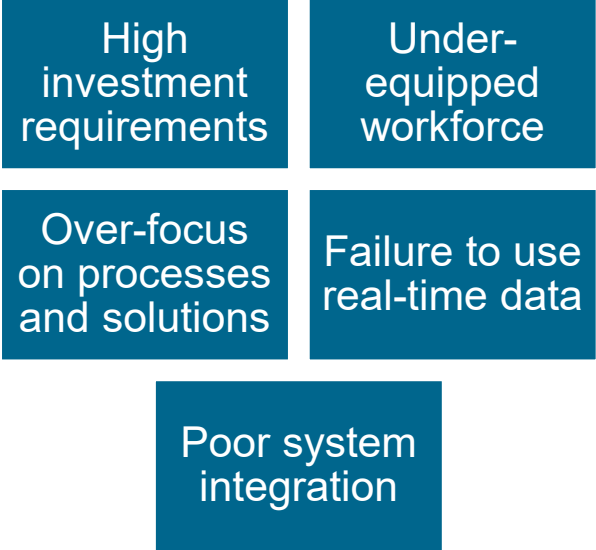 High
investment
requirements
Under-
equipped
workforce
Over-focus
on processes
and solutions
Failure to use
real-time data
Poor system
integration